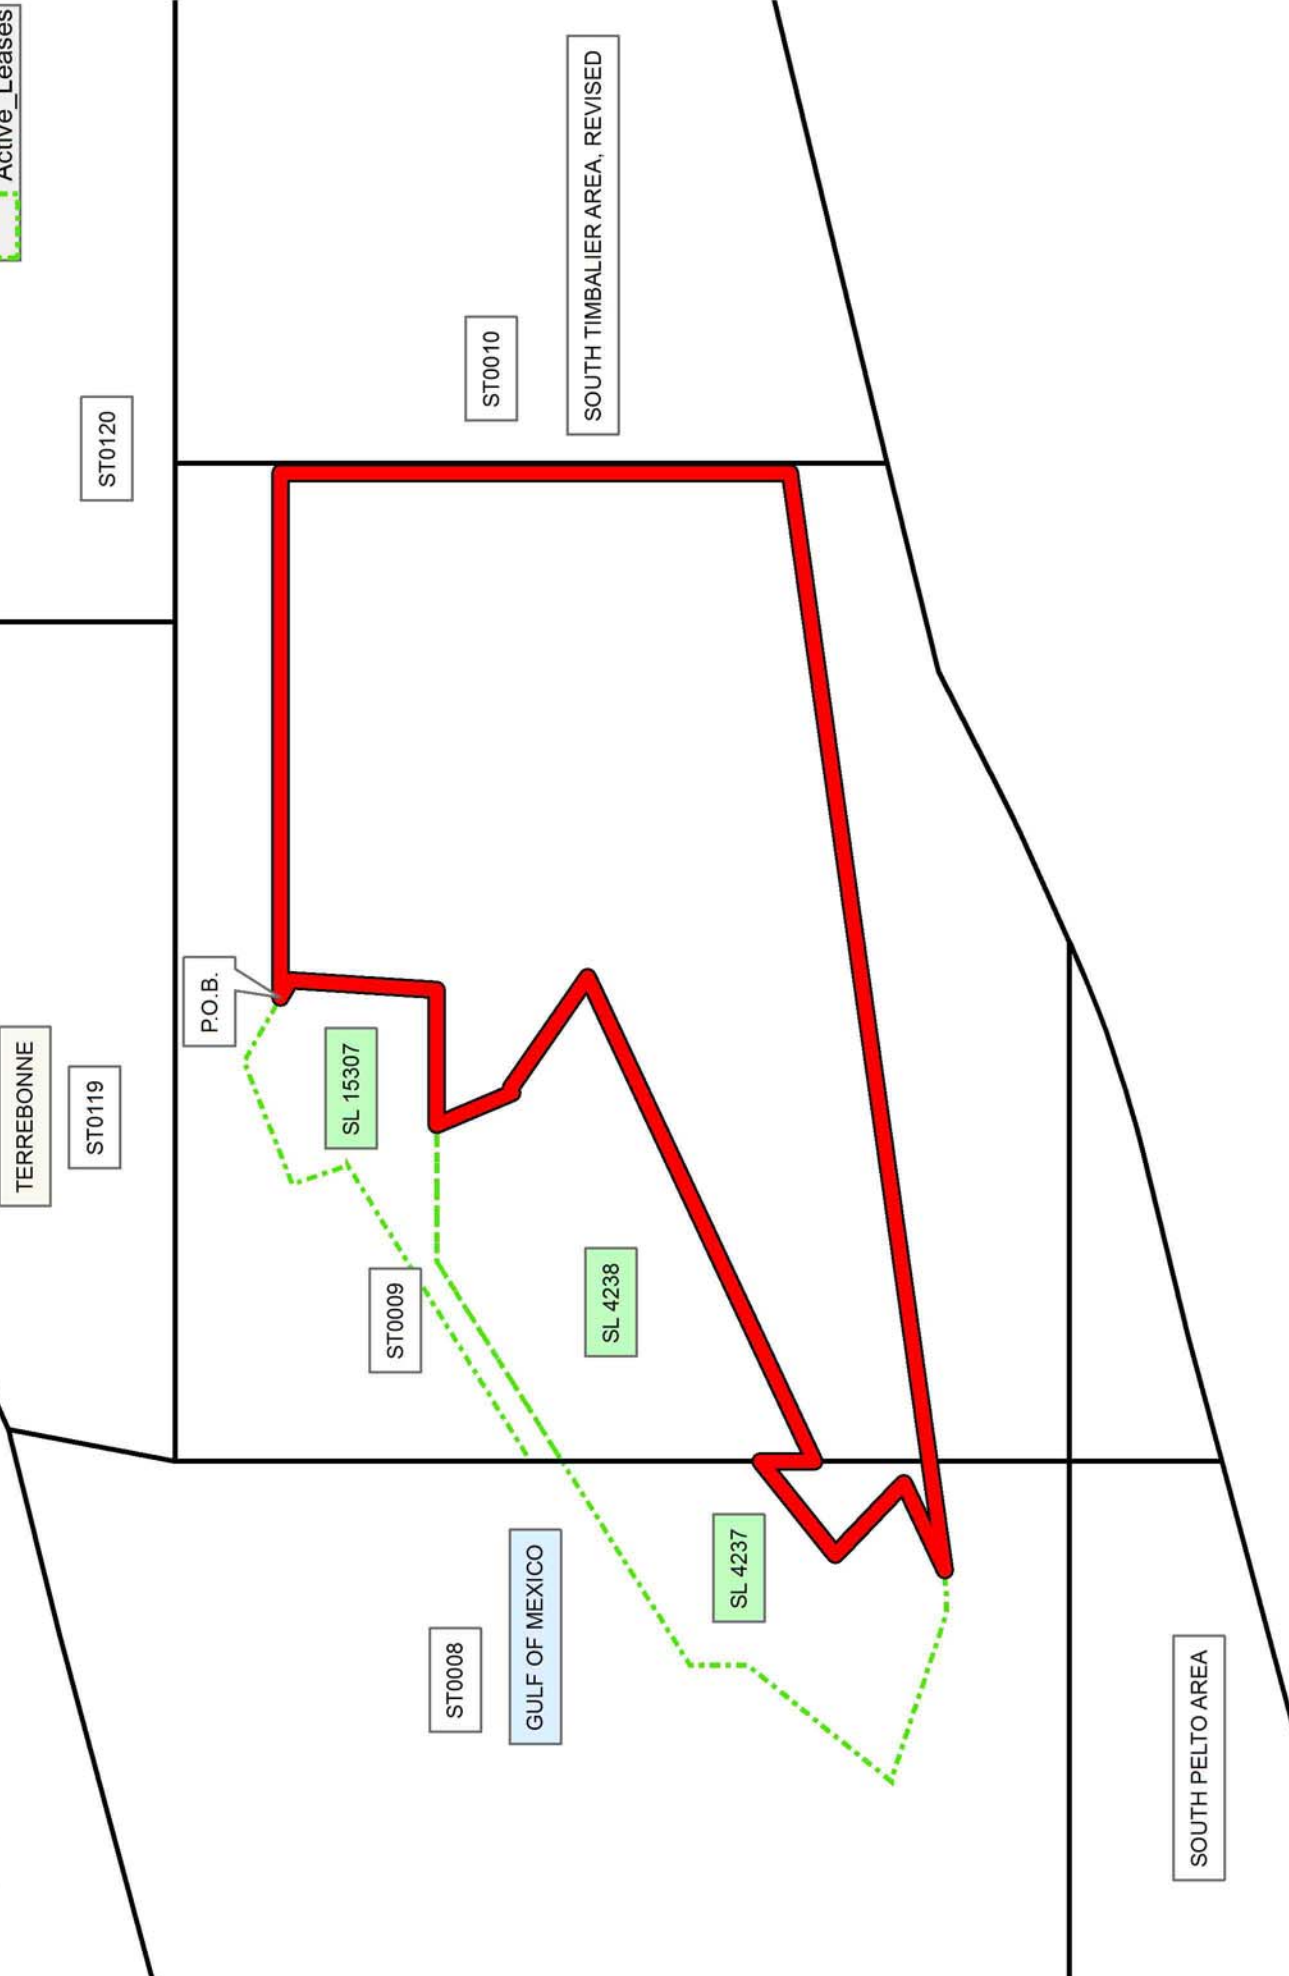 Active_Leases
TERREBONNE
ST0119
ST0120
P.O.B.
SL 15307
ST0009
ST0008
ST0010
GULF OF MEXICO
SOUTH TIMBALIER AREA, REVISED
SL 4238
SL 4237
SOUTH PELTO AREA